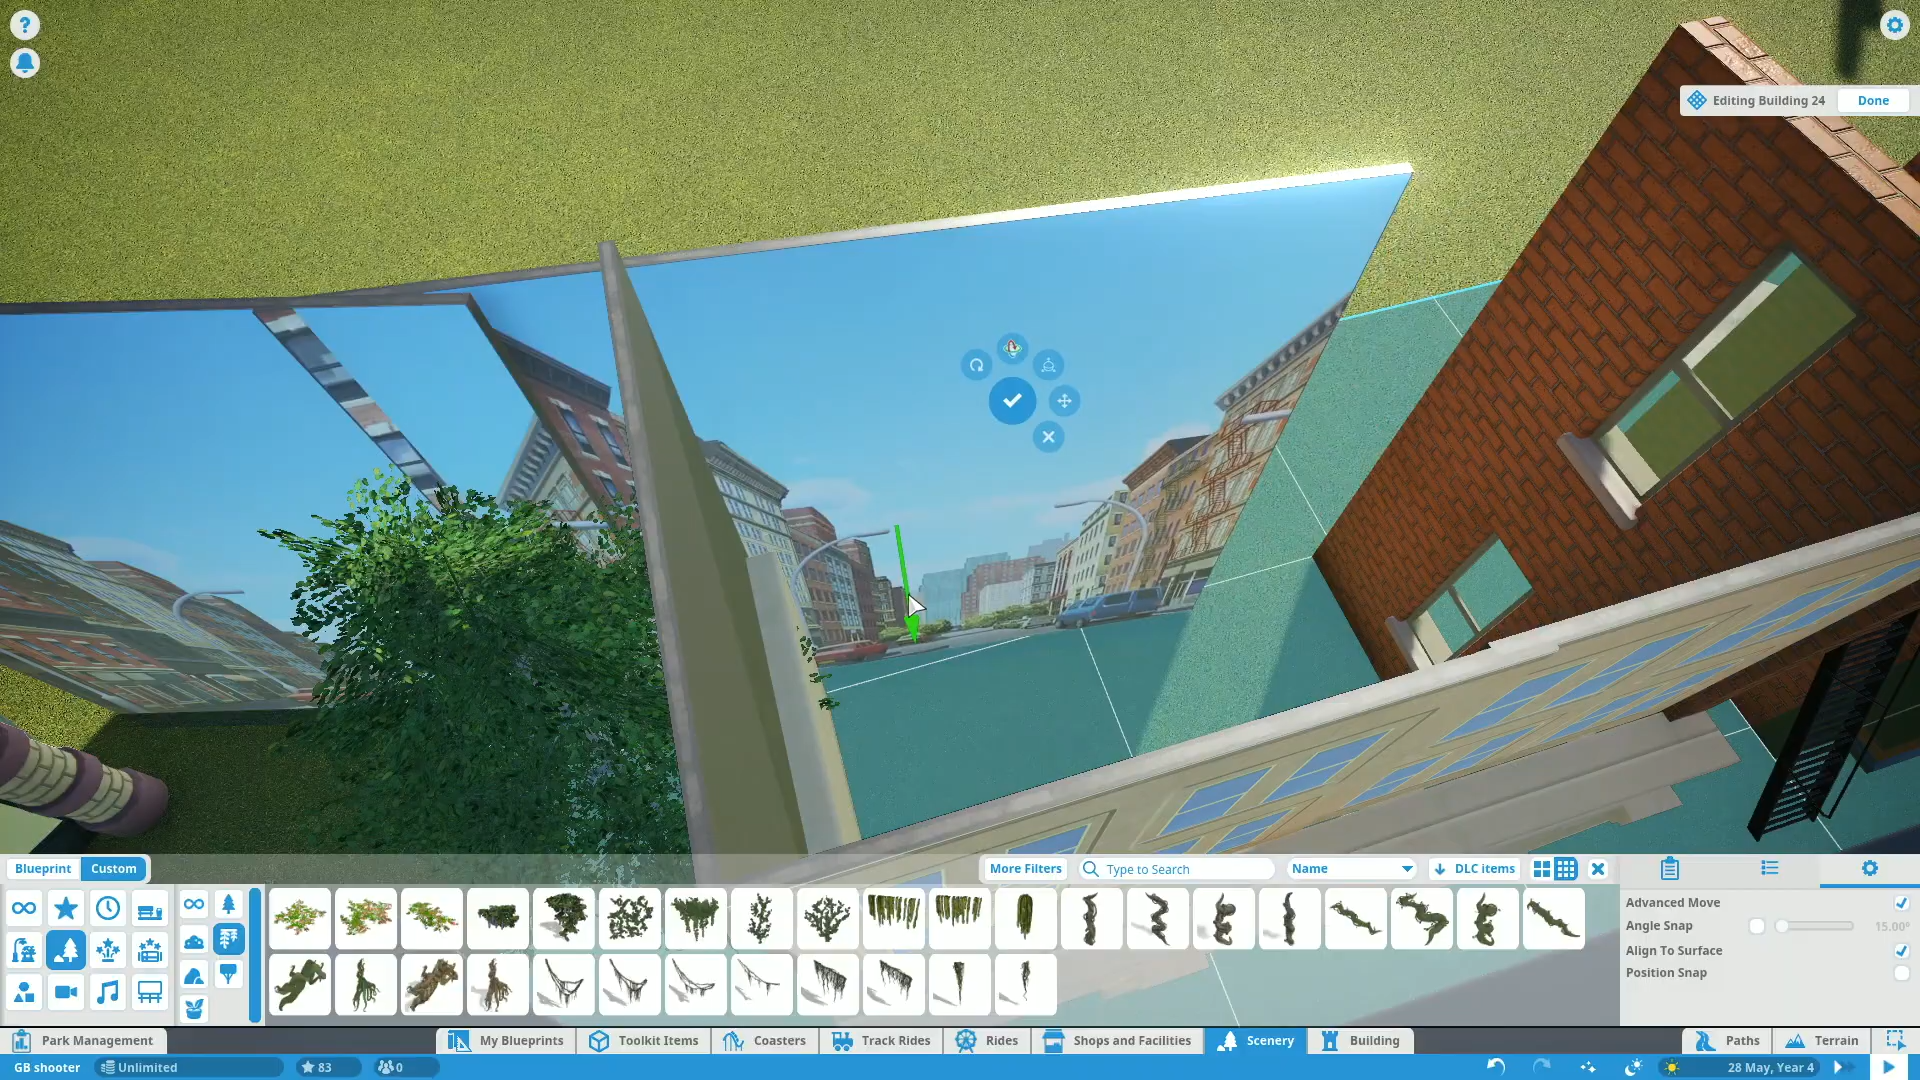 ?
Editing Building 24
Done
Blueprint
Custom
More Filters
Type to Search
Name
DLC items
Advanced Move
Angle Snap
15.00°
Align To Surface
Position Snap
Park Management
My Blueprints
Toolkit Items
Coasters
Track Rides
Rides
Shops and Facilities
Scenery
Building
Paths
Terrain
GB shooter
Unlimited
83
0
28 May, Year 4